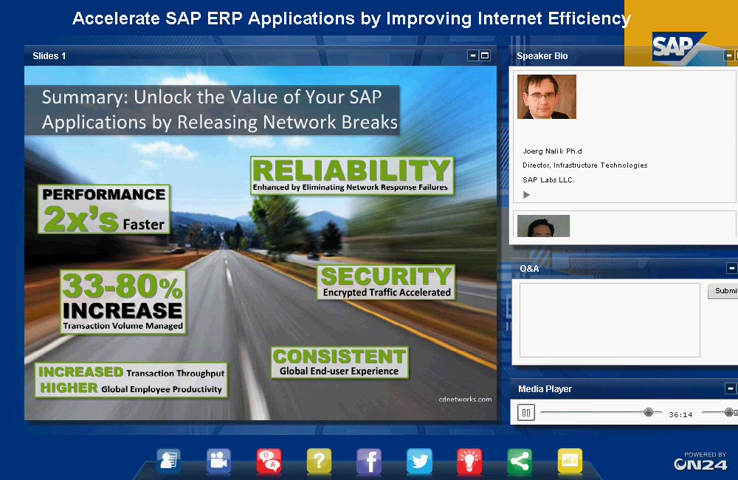 Accelerate SAP ERP Applications by Improving Internet Efficiency
SAP
Slides 1
Summary: Unlock the Value of Your SAP
Applications by Releasing Network Breaks
RELIABILITY
Enhanced by Eliminating Network Response Failures
PERFORMANCE
2x's Faster
33-80%
INCREASE
Transaction Volume Managed
SECURITY
Encrypted Traffic Accelerated
CONSISTENT
Global End-user Experience
INCREASED Transaction Throughput
HIGHER Global Employee Productivity
cdnetworks.com
Speaker Bio
Joerg Nalik Ph.d
Director, Infrastructure Technologies
SAP Labs LLC.
Q&A
Submi
Media Player
36:14
Q
A
?
f
POWERED BY
ON24